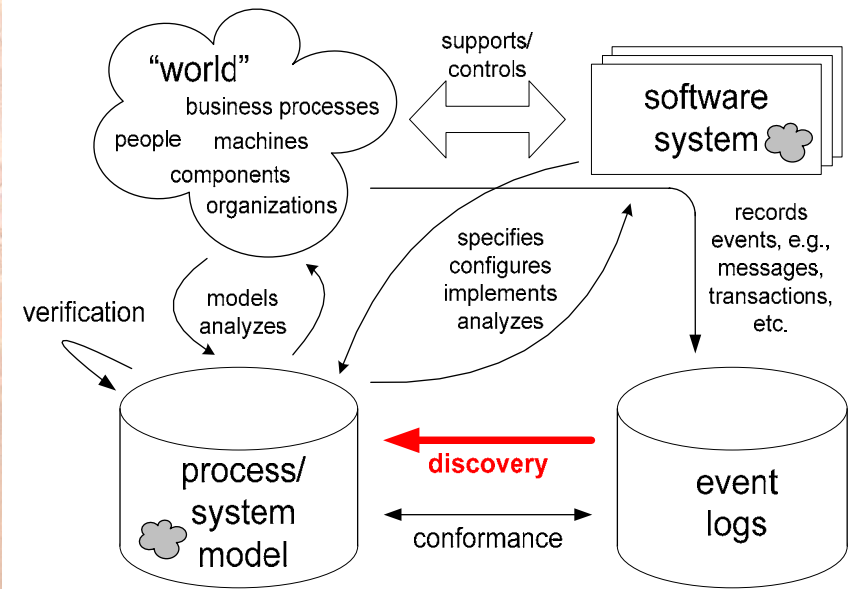 “world”
business processes
people machines
components
organizations
supports/
controls
software
system
specifies
configures
implements
analyzes
records
events, e.g.,
messages,
transactions,
etc.
models
analyzes
verification
discovery
process/
system
model
conformance
event
logs